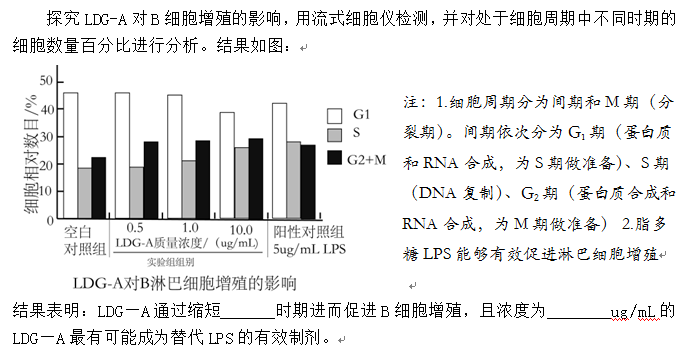 探究 LDG-A 对 B 细胞增殖的影响，用流式细胞仪检测，并对处于细胞周期中不同时期的
细胞数量百分比进行分析。结果如图：
细胞相对数目/%
50
40
30
20
10
0
G1
S
G2+M
空白
对照组
0.5 1.0 10.0
LDG-A质量浓度/（ug/mL）
实验组组别
阳性对照组
5ug/mL LPS
LDG-A对B淋巴细胞增殖的影响
注：1.细胞周期分为间期和 M 期（分
裂期）。间期依次分为 G₁ 期（蛋白质
和 RNA 合成，为 S 期做准备）、S 期
（DNA 复制）、G₂ 期（蛋白质合成和
RNA 合成，为 M 期做准备） 2.脂多
糖 LPS 能够有效促进淋巴细胞增殖
结果表明：LDG—A 通过缩短______时期进而促进 B 细胞增殖，且浓度为________ug/mL 的
LDG—A 最有可能成为替代 LPS 的有效制剂。